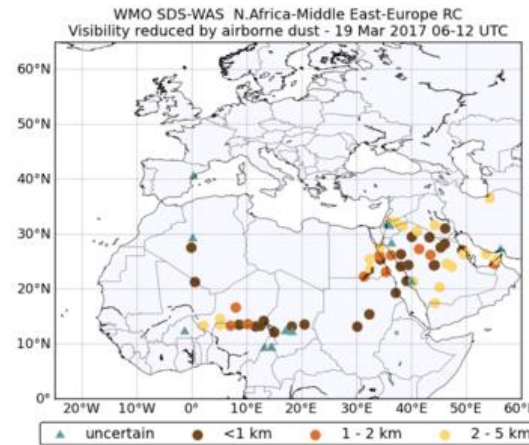 WMO SDS-WAS N.Africa-Middle East-Europe RC
Visibility reduced by airborne dust - 19 Mar 2017 06-12 UTC
60°N
50°N
40°N
30°N
20°N
10°N
0°
20°W 10°W 0° 10°E 20°E 30°E 40°E 50°E 60°E
uncertain <1 km 1 - 2 km 2 - 5 km